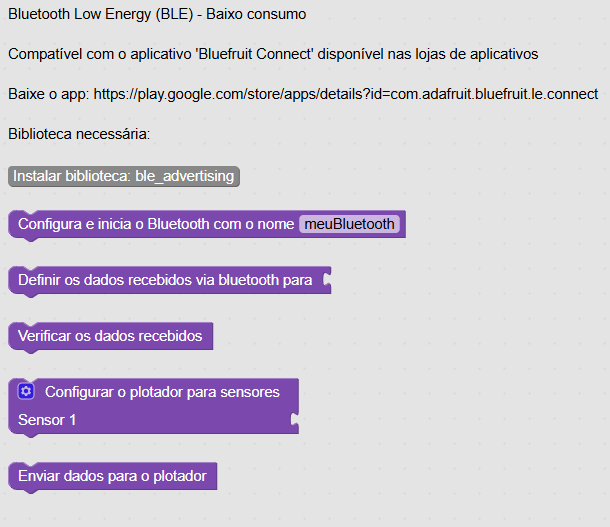 Bluetooth Low Energy (BLE) - Baixo consumo
Compatível com o aplicativo 'Bluefruit Connect' disponível nas lojas de aplicativos
Baixe o app: https://play.google.com/store/apps/details?id=com.adafruit.bluefruit.le.connect
Biblioteca necessária:
Instalar biblioteca: ble_advertising
Configura e inicia o Bluetooth com o nome meuBluetooth
Definir os dados recebidos via bluetooth para
Verificar os dados recebidos
Configurar o plotador para sensores
Sensor 1
Enviar dados para o plotador